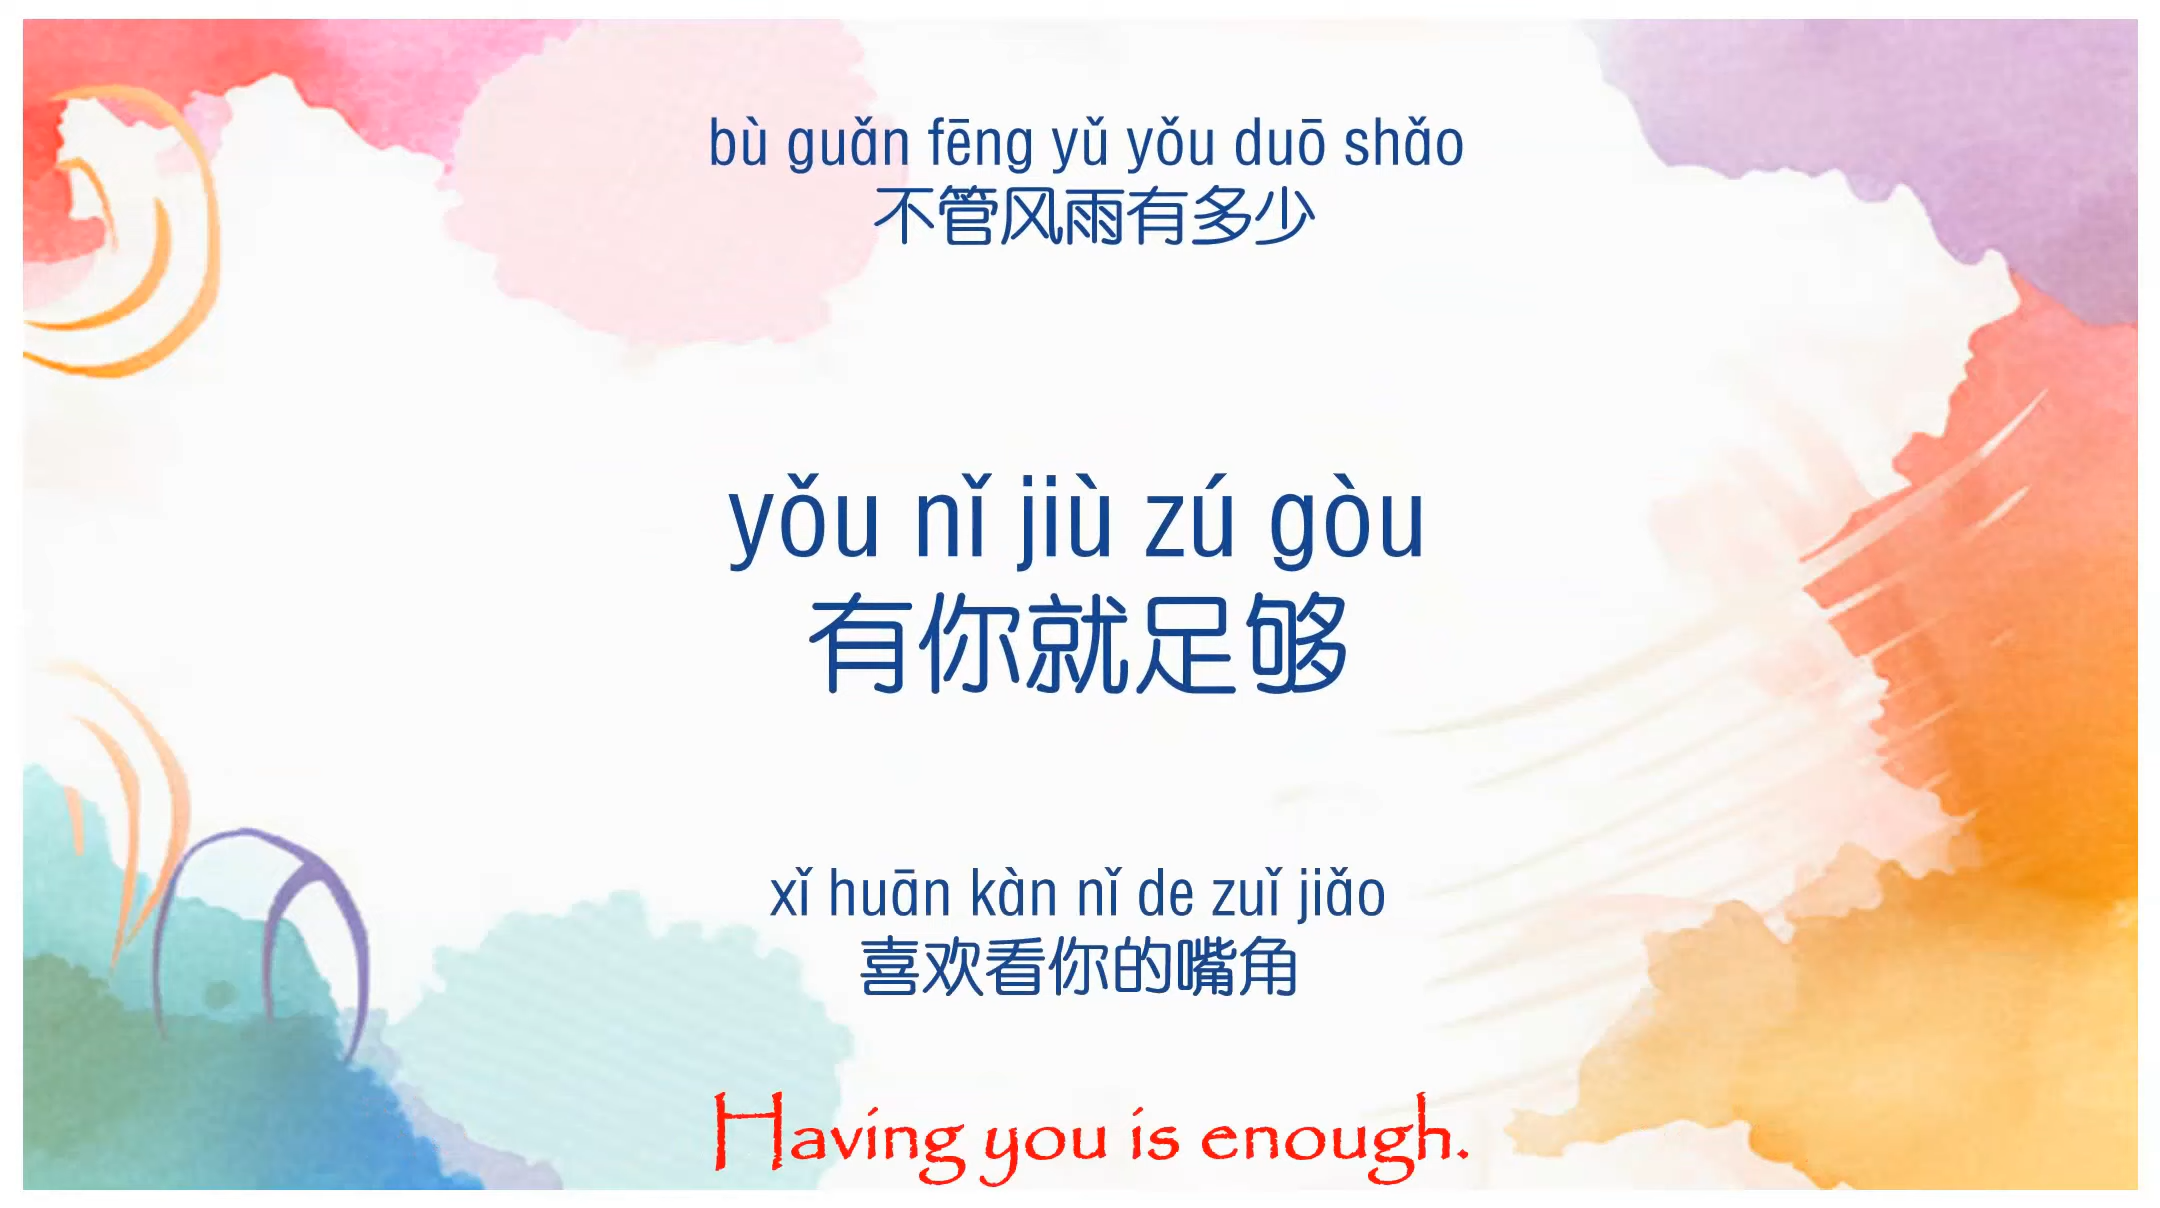 bù guǎn fēng yǔ yǒu duō shǎo
不管风雨有多少
yǒu nǐ jiù zú gòu
有你就足够
xǐ huān kàn nǐ de zuǐ jiǎo
喜欢看你的嘴角
Having you is enough.